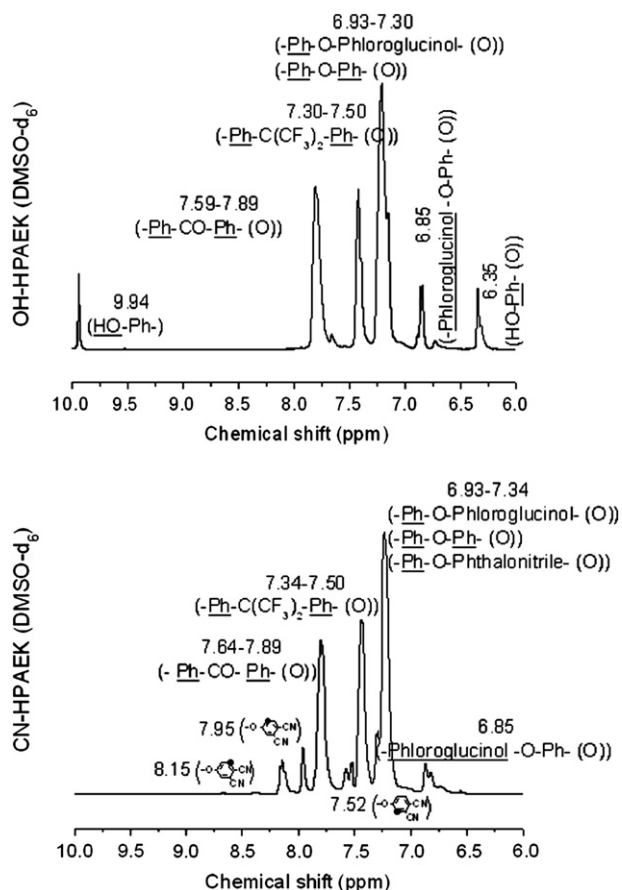 OH-HPAEK (DMSO-d6)
6.93-7.30
(-Ph-O-Phloroglucinol- (O))
(-Ph-O-Ph- (O))
7.30-7.50
(-Ph-C(CF3)2-Ph- (O))
7.59-7.89
(-Ph-CO-Ph- (O))
9.94
(HO-Ph-)
6.85
(-Phloroglucinol -O-Ph- (O))
6.35
(HO-Ph- (O))
10.0 9.5 9.0 8.5 8.0 7.5 7.0 6.5 6.0
Chemical shift (ppm)
CN-HPAEK (DMSO-d6)
6.93-7.34
(-Ph-O-Phloroglucinol- (O))
(-Ph-O-Ph- (O))
(-Ph-O-Phthalonitrile- (O))
7.34-7.50
(-Ph-C(CF3)2-Ph- (O))
7.64-7.89
(- Ph-CO- Ph- (O))
7.95 (-O CN CN)
8.15 (-O CN CN)
6.85
(-Phloroglucinol -O-Ph- (O))
7.52 (-O CN CN)
10.0 9.5 9.0 8.5 8.0 7.5 7.0 6.5 6.0
Chemical shift (ppm)